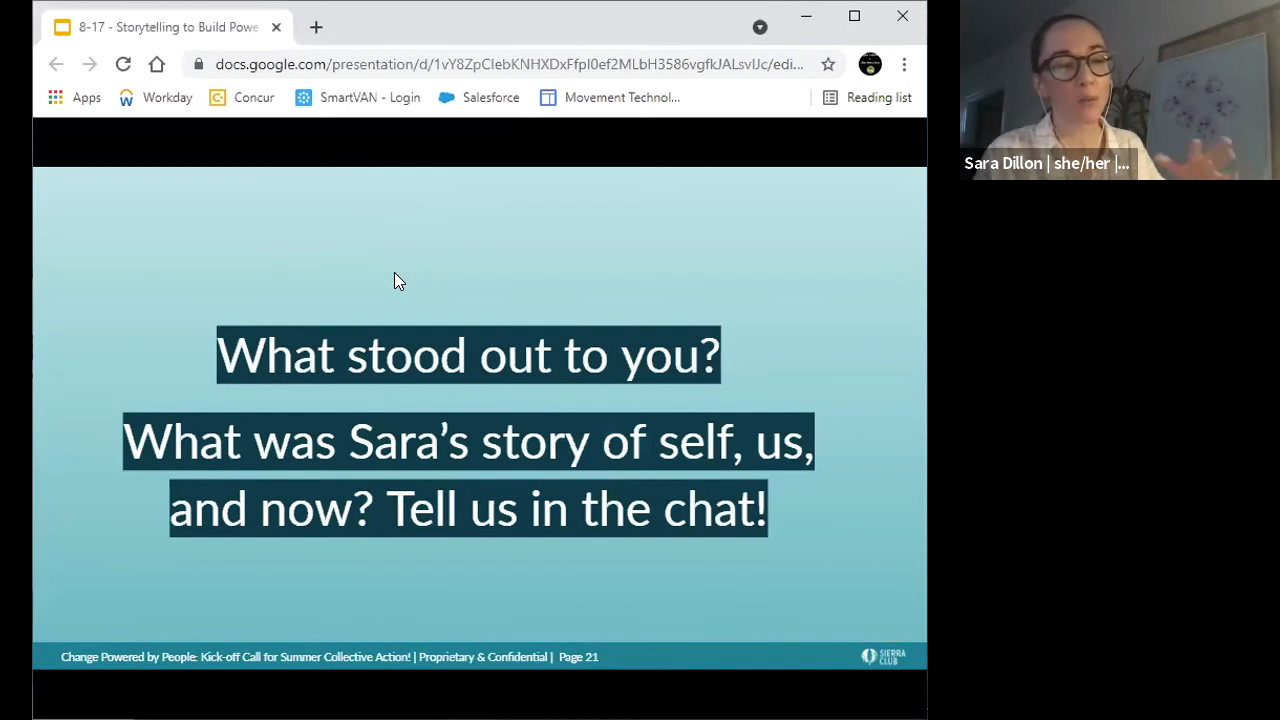 8-17 - Storytelling to Build Powe
docs.google.com/presentation/d/1vY8ZpClebKNHXDxFfpI0ef2MLbH3586vgfkJALsvIJc/edi...
Apps
Workday
Concur
SmartVAN - Login
Salesforce
Movement Technol...
Reading list
Sara Dillon | she/her |...
What stood out to you?
What was Sara’s story of self, us,
and now? Tell us in the chat!
Change Powered by People: Kick-off Call for Summer Collective Action! | Proprietary & Confidential | Page 21
SIERRA
CLUB